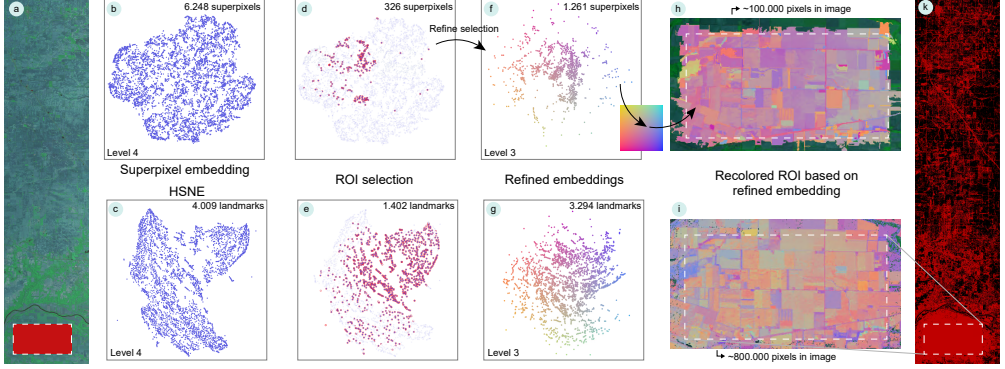 a
b
6.248 superpixels
Level 4
d
326 superpixels
Refine selection
f
1.261 superpixels
Level 3
h
~100.000 pixels in image
k
Superpixel embedding
HSNE
ROI selection
Refined embeddings
Recolored ROI based on
refined embedding
c
4.009 landmarks
Level 4
e
1.402 landmarks
g
3.294 landmarks
Level 3
i
~800.000 pixels in image